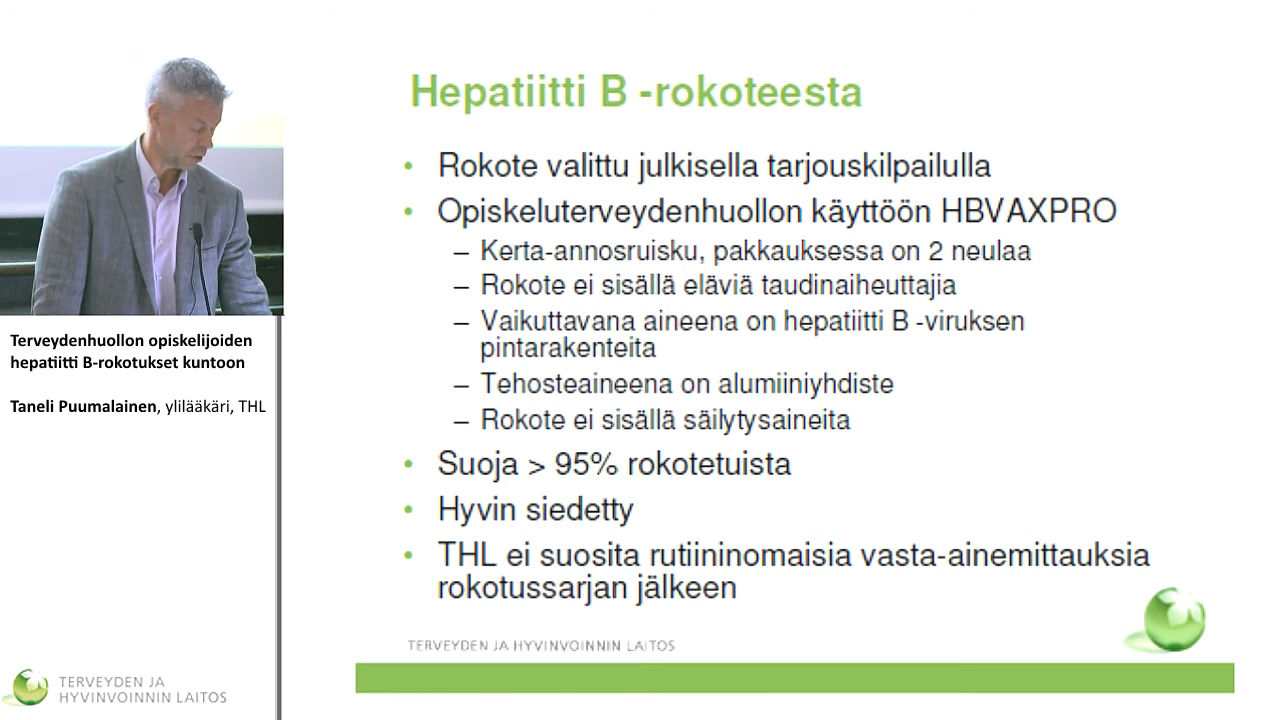 Hepatiitti B -rokoteesta
• Rokote valittu julkisella tarjouskilpailulla
• Opiskeluterveydenhuollon käyttöön HBVAXPRO
– Kerta-annosruisku, pakkauksessa on 2 neulaa
– Rokote ei sisällä eläviä taudinaiheuttajia
– Vaikuttavana aineena on hepatiitti B -viruksen
pintarakenteita
– Tehosteaineena on alumiiniyhdiste
– Rokote ei sisällä säilytysaineita
• Suoja > 95% rokotetuista
• Hyvin siedetty
• THL ei suosita rutiininomaisia vasta-ainemittauksia
rokotussarjan jälkeen
TERVEYDEN JA HYVINVOINNIN LAITOS
Terveydenhuollon opiskelijoiden
hepatiitti B-rokotukset kuntoon
Taneli Puumalainen, ylilääkäri, THL
TERVEYDEN JA
HYVINVOINNIN LAITOS